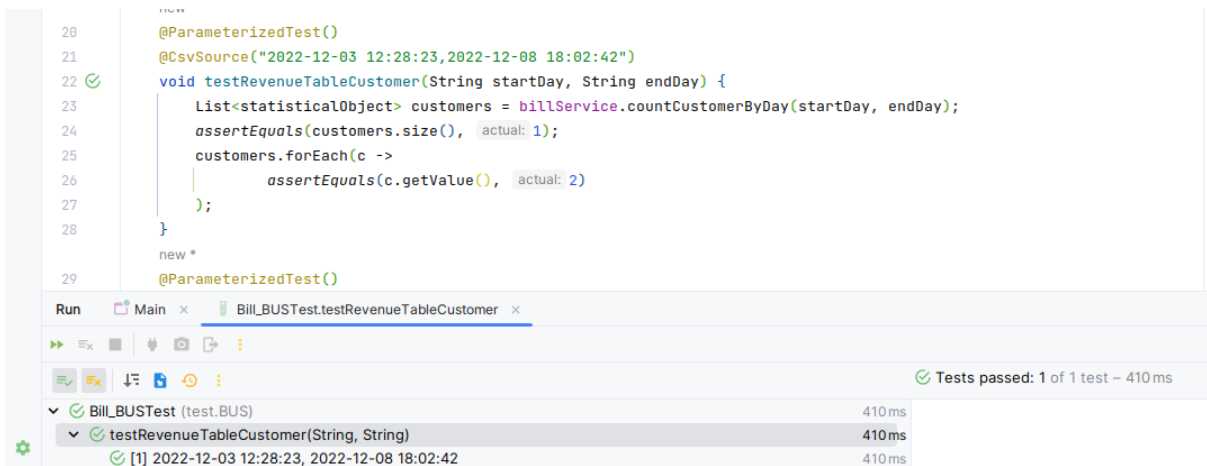 new
20 @ParameterizedTest()
21 @CsvSource("2022-12-03 12:28:23,2022-12-08 18:02:42")
22 void testRevenueTableCustomer(String startDay, String endDay) {
23 List<statisticalObject> customers = billService.countCustomerByDay(startDay, endDay);
24 assertEquals(customers.size(), actual: 1);
25 customers.forEach(c ->
26 assertEquals(c.getValue(), actual: 2)
27 );
28 }
new *
29 @ParameterizedTest()
Run Main × Bill_BUSTest.testRevenueTableCustomer ×
Tests passed: 1 of 1 test – 410 ms
Bill_BUSTest (test.BUS) 410 ms
testRevenueTableCustomer(String, String) 410 ms
[1] 2022-12-03 12:28:23, 2022-12-08 18:02:42 410 ms